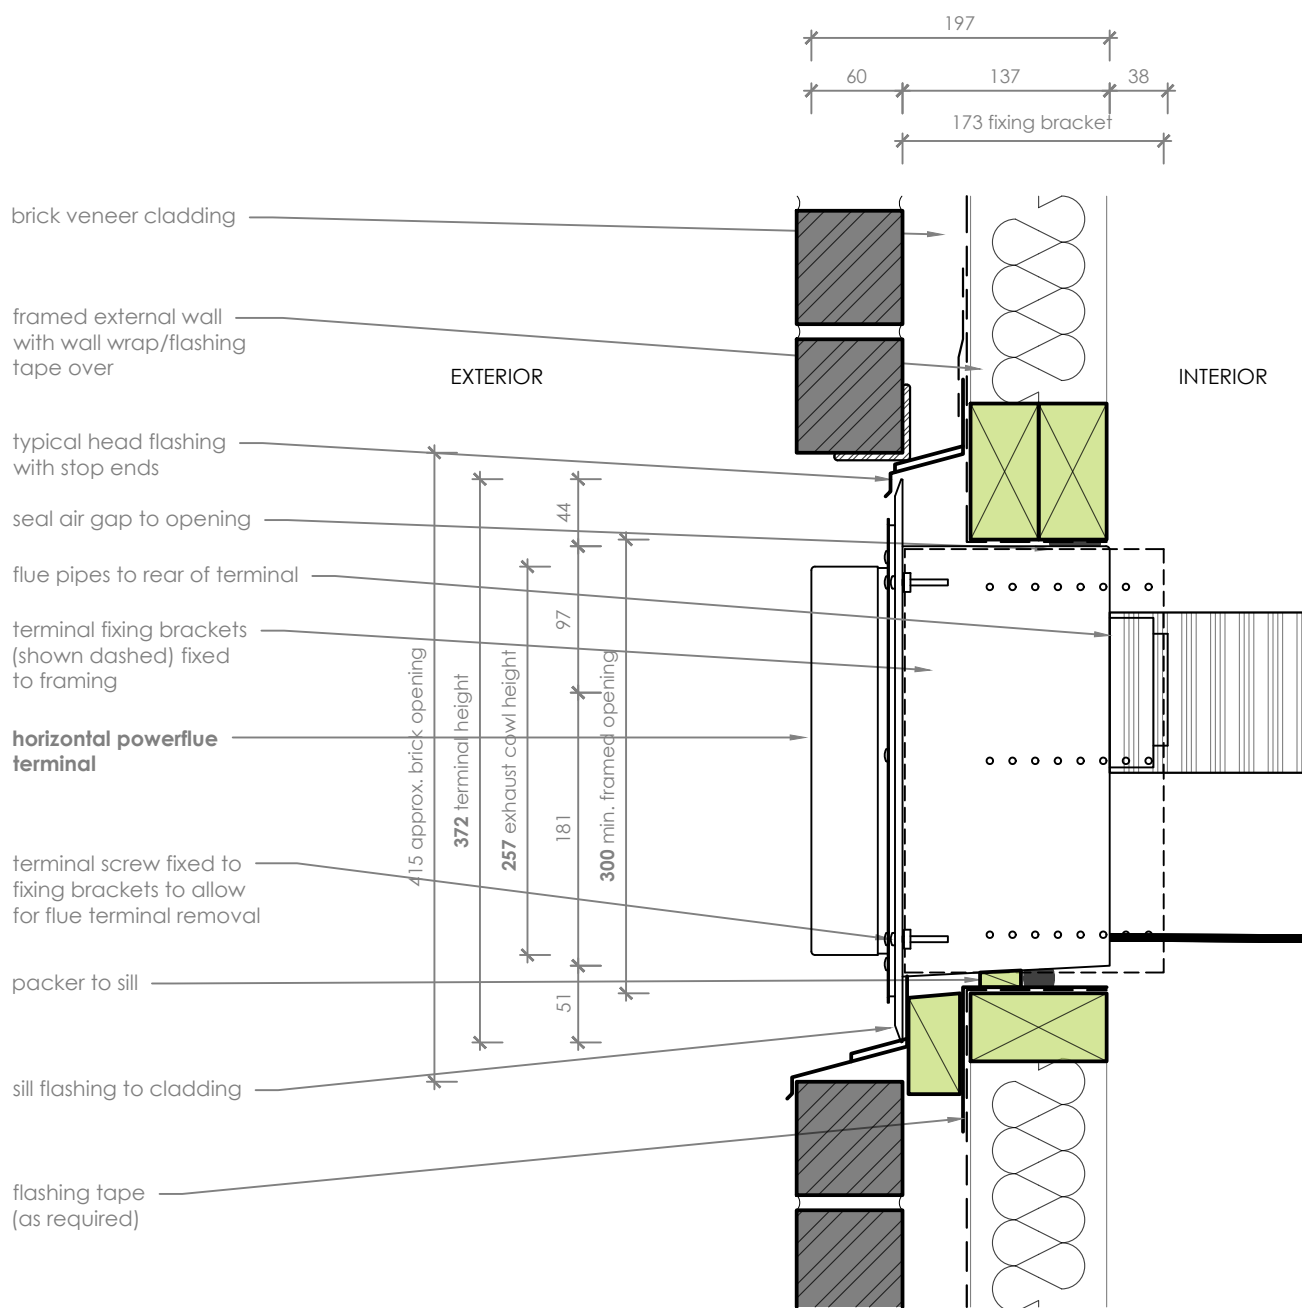 197
60
137
38
173 fixing bracket
brick veneer cladding
framed external wall
with wall wrap/flashing
tape over
EXTERIOR
INTERIOR
typical head flashing
with stop ends
seal air gap to opening
flue pipes to rear of terminal
terminal fixing brackets
(shown dashed) fixed
to framing
horizontal powerflue
terminal
terminal screw fixed to
fixing brackets to allow
for flue terminal removal
packer to sill
sill flashing to cladding
flashing tape
(as required)
415 approx. brick opening
372 terminal height
257 exhaust cowl height
44
97
181
51
300 min. framed opening